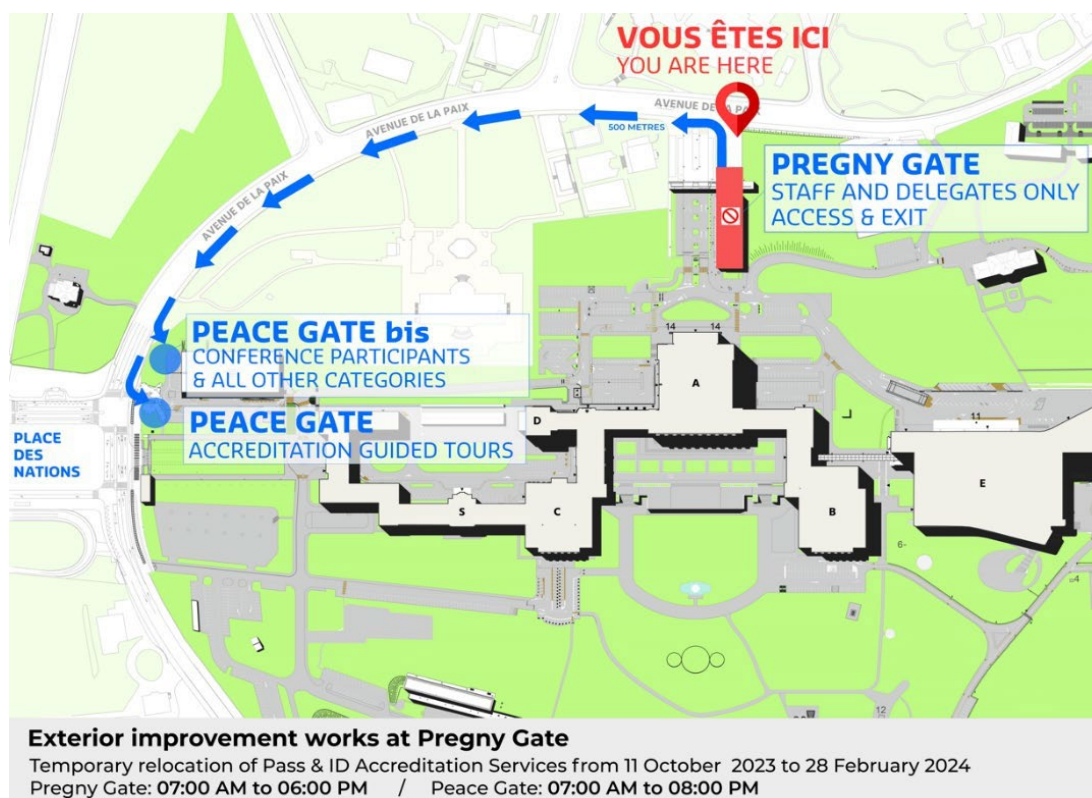 VOUS ÊTES ICI
YOU ARE HERE
AVENUE DE LA PAIX
AVENUE DE LA
500 METRES
AVENUE DE LA PAIX
PREGNY GATE
STAFF AND DELEGATES ONLY
ACCESS & EXIT
PEACE GATE bis
CONFERENCE PARTICIPANTS
& ALL OTHER CATEGORIES
14 14
A
PEACE GATE
ACCREDITATION GUIDED TOURS
D
11
PLACE
DES
NATIONS
S
C
B
E
6-
12
Exterior improvement works at Pregny Gate
Temporary relocation of Pass & ID Accreditation Services from 11 October 2023 to 28 February 2024
Pregny Gate: 07:00 AM to 06:00 PM / Peace Gate: 07:00 AM to 08:00 PM